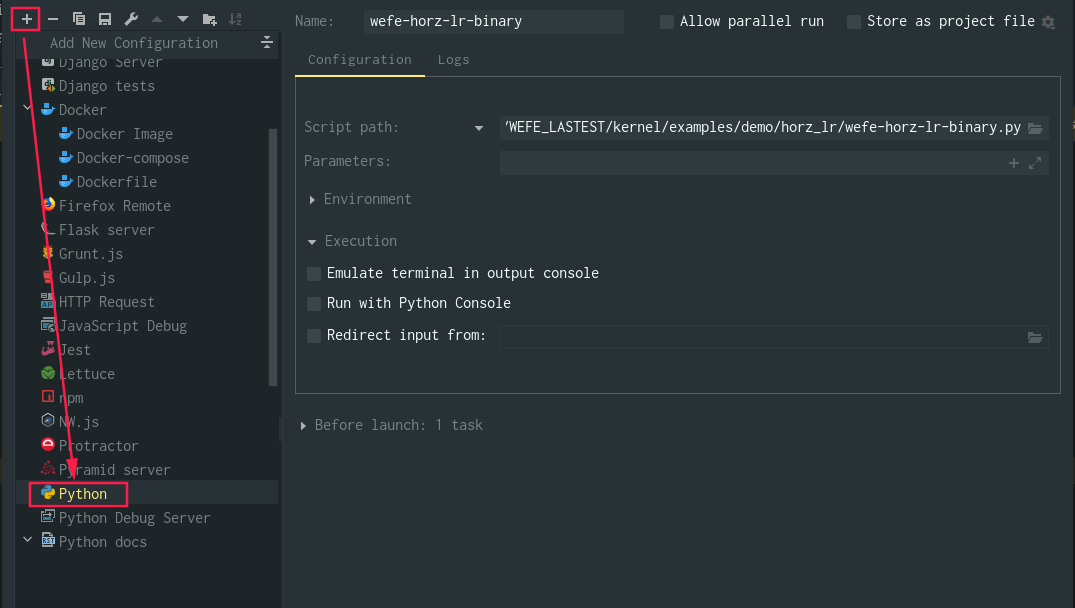 Add New Configuration
Django Server
Django tests
Docker
Docker Image
Docker-compose
Dockerfile
Firefox Remote
Flask server
Grunt.js
Gulp.js
HTTP Request
JavaScript Debug
Jest
Lettuce
npm
NW.js
Protractor
Pyramid server
Python
Python Debug Server
Python docs
Name: wefe-horz-lr-binary Allow parallel run Store as project file
Configuration Logs
Script path: /WEFE_LASTEST/kernel/examples/demo/horz_lr/wefe-horz-lr-binary.py
Parameters:
Environment
Execution
Emulate terminal in output console
Run with Python Console
Redirect input from:
Before launch: 1 task